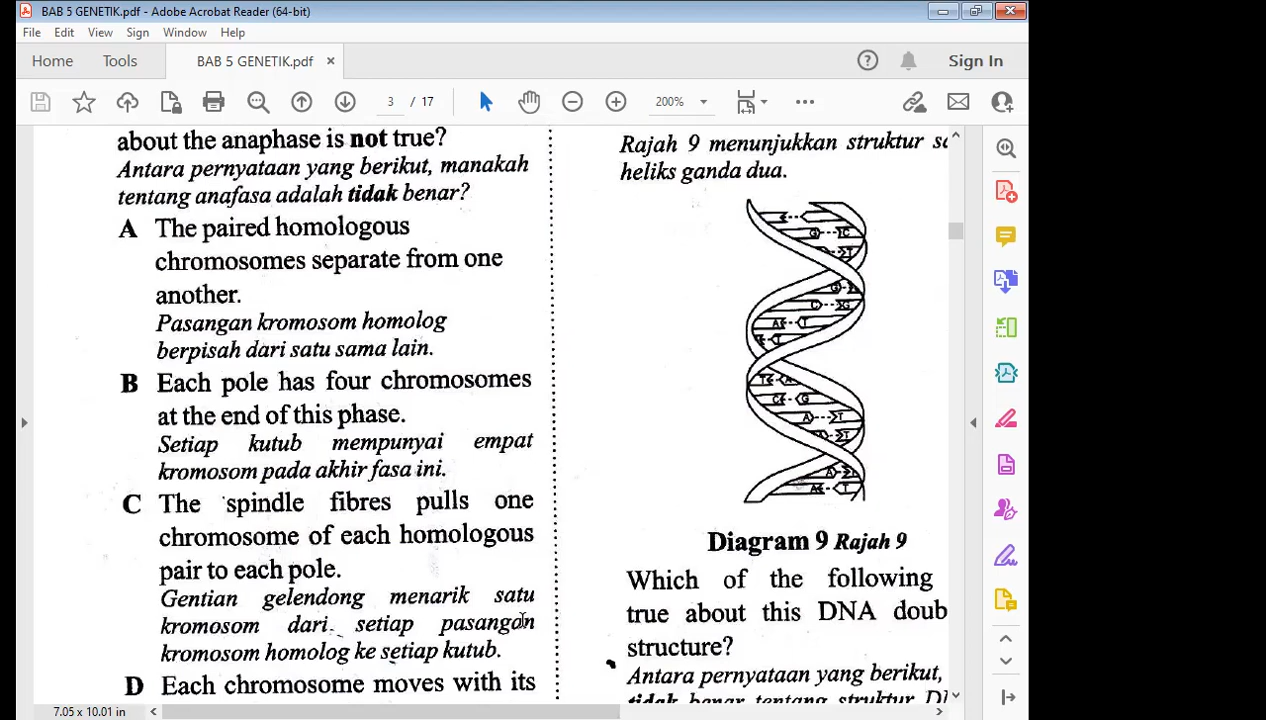 BAB 5 GENETIK.pdf - Adobe Acrobat Reader (64-bit)
File Edit View Sign Window Help
Home Tools BAB 5 GENETIK.pdf × Sign In
3 / 17 200%
about the anaphase is not true?
Antara pernyataan yang berikut, manakah
tentang anafasa adalah tidak benar?
A The paired homologous
chromosomes separate from one
another.
Pasangan kromosom homolog
berpisah dari satu sama lain.
B Each pole has four chromosomes
at the end of this phase.
Setiap kutub mempunyai empat
kromosom pada akhir fasa ini.
C The spindle fibres pulls one
chromosome of each homologous
pair to each pole.
Gentian gelendong menarik satu
kromosom dari setiap pasangan
kromosom homolog ke setiap kutub.
D Each chromosome moves with its
Rajah 9 menunjukkan struktur
heliks ganda dua.
G C
T
G
C G
A T
T
T A
C G
A T
A T
A
A T
Diagram 9 Rajah 9
Which of the following
true about this DNA doub
structure?
Antara pernyataan yang berikut,
tidak benar tentang struktur
7.05 x 10.01 in